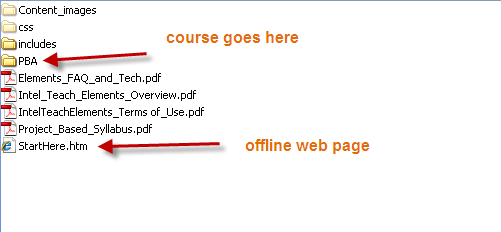 Content_images
css
course goes here
includes
PBA
Elements_FAQ_and_Tech.pdf
Intel_Teach_Elements_Overview.pdf
IntelTeachElements_Terms of_Use.pdf
Project_Based_Syllabus.pdf
StartHere.htm
offline web page